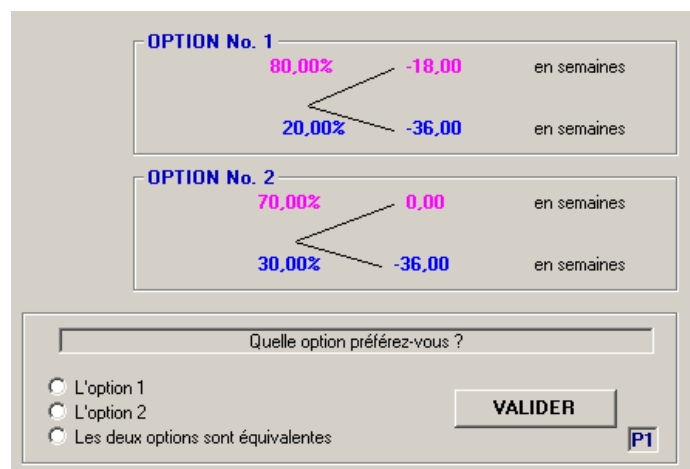 OPTION No. 1
80,00% -18,00 en semaines
20,00% -36,00 en semaines
OPTION No. 2
70,00% 0,00 en semaines
30,00% -36,00 en semaines
Quelle option préférez-vous ?
L'option 1
L'option 2
VALIDER
Les deux options sont équivalentes
P1